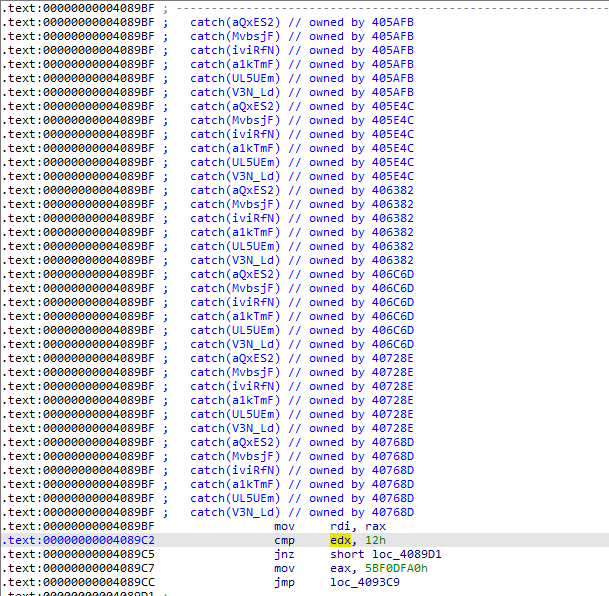 .text:00000000004089BF ; ---------------------------------------------------------------
.text:00000000004089BF ;   catch(aQxES2) // owned by 405AFB
.text:00000000004089BF ;   catch(MvbsjF) // owned by 405AFB
.text:00000000004089BF ;   catch(iviRfN) // owned by 405AFB
.text:00000000004089BF ;   catch(a1kTmF) // owned by 405AFB
.text:00000000004089BF ;   catch(UL5UEm) // owned by 405AFB
.text:00000000004089BF ;   catch(V3N_Ld) // owned by 405AFB
.text:00000000004089BF ;   catch(aQxES2) // owned by 405E4C
.text:00000000004089BF ;   catch(MvbsjF) // owned by 405E4C
.text:00000000004089BF ;   catch(iviRfN) // owned by 405E4C
.text:00000000004089BF ;   catch(a1kTmF) // owned by 405E4C
.text:00000000004089BF ;   catch(UL5UEm) // owned by 405E4C
.text:00000000004089BF ;   catch(V3N_Ld) // owned by 405E4C
.text:00000000004089BF ;   catch(aQxES2) // owned by 406382
.text:00000000004089BF ;   catch(MvbsjF) // owned by 406382
.text:00000000004089BF ;   catch(iviRfN) // owned by 406382
.text:00000000004089BF ;   catch(a1kTmF) // owned by 406382
.text:00000000004089BF ;   catch(UL5UEm) // owned by 406382
.text:00000000004089BF ;   catch(V3N_Ld) // owned by 406382
.text:00000000004089BF ;   catch(aQxES2) // owned by 406C6D
.text:00000000004089BF ;   catch(MvbsjF) // owned by 406C6D
.text:00000000004089BF ;   catch(iviRfN) // owned by 406C6D
.text:00000000004089BF ;   catch(a1kTmF) // owned by 406C6D
.text:00000000004089BF ;   catch(UL5UEm) // owned by 406C6D
.text:00000000004089BF ;   catch(V3N_Ld) // owned by 406C6D
.text:00000000004089BF ;   catch(aQxES2) // owned by 40728E
.text:00000000004089BF ;   catch(MvbsjF) // owned by 40728E
.text:00000000004089BF ;   catch(iviRfN) // owned by 40728E
.text:00000000004089BF ;   catch(a1kTmF) // owned by 40728E
.text:00000000004089BF ;   catch(UL5UEm) // owned by 40728E
.text:00000000004089BF ;   catch(V3N_Ld) // owned by 40728E
.text:00000000004089BF ;   catch(aQxES2) // owned by 40768D
.text:00000000004089BF ;   catch(MvbsjF) // owned by 40768D
.text:00000000004089BF ;   catch(iviRfN) // owned by 40768D
.text:00000000004089BF ;   catch(a1kTmF) // owned by 40768D
.text:00000000004089BF ;   catch(UL5UEm) // owned by 40768D
.text:00000000004089BF ;   catch(V3N_Ld) // owned by 40768D
.text:00000000004089BF                 mov     rdi, rax
.text:00000000004089C2                 cmp     edx, 12h
.text:00000000004089C5                 jnz     short loc_4089D1
.text:00000000004089C7                 mov     eax, 5BF0DFA0h
.text:00000000004089CC                 jmp     loc_4093C9
.text:00000000004089D1 ;